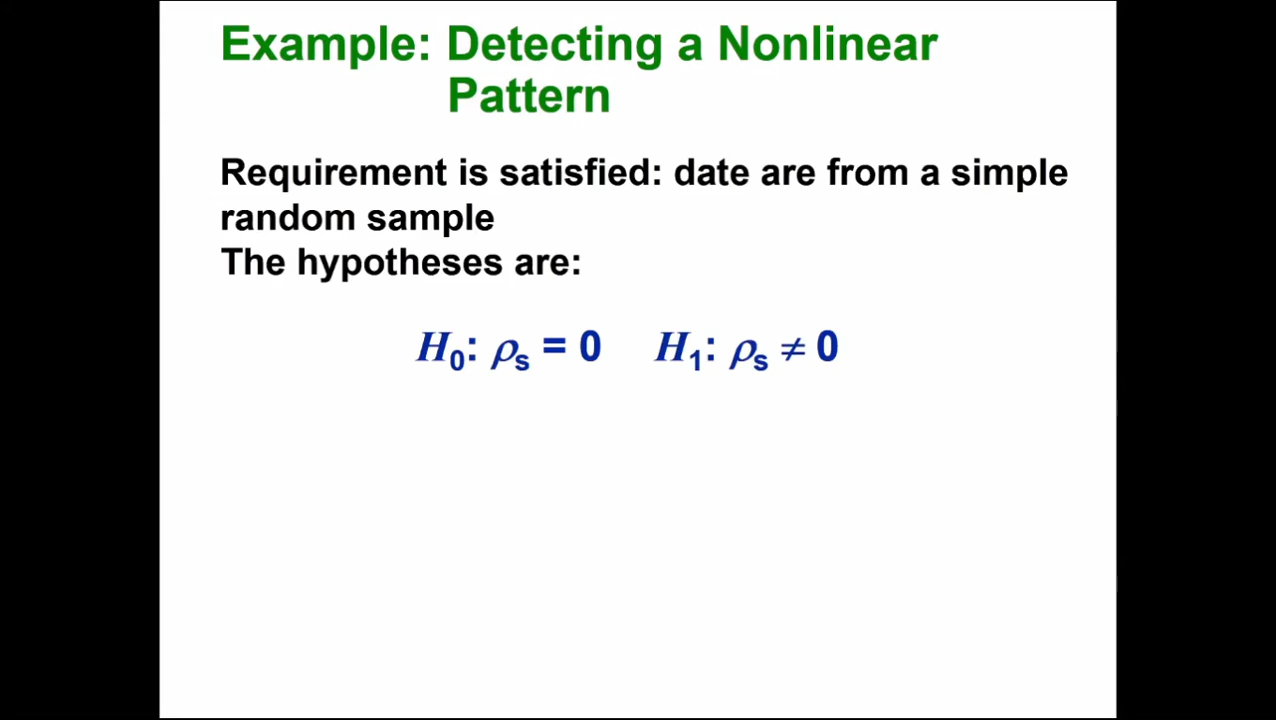 Example: Detecting a Nonlinear
Pattern
Requirement is satisfied: date are from a simple
random sample
The hypotheses are:
H₀: ρₛ = 0 H₁: ρₛ ≠ 0